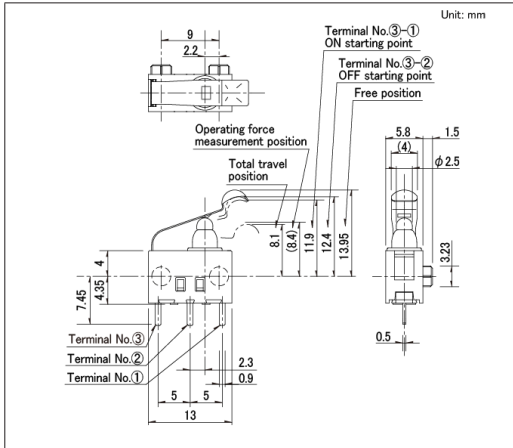 Unit: mm
9
2.2
Terminal No.③-①
ON starting point
Terminal No.③-②
OFF starting point
Free position
Operating force
measurement position
Total travel
position
5.8
1.5
(4)
φ2.5
8.1
(8.4)
11.9
12.4
13.95
3.23
4
4.35
7.45
Terminal No.③
Terminal No.②
Terminal No.①
2.3
0.9
5
5
13
0.5